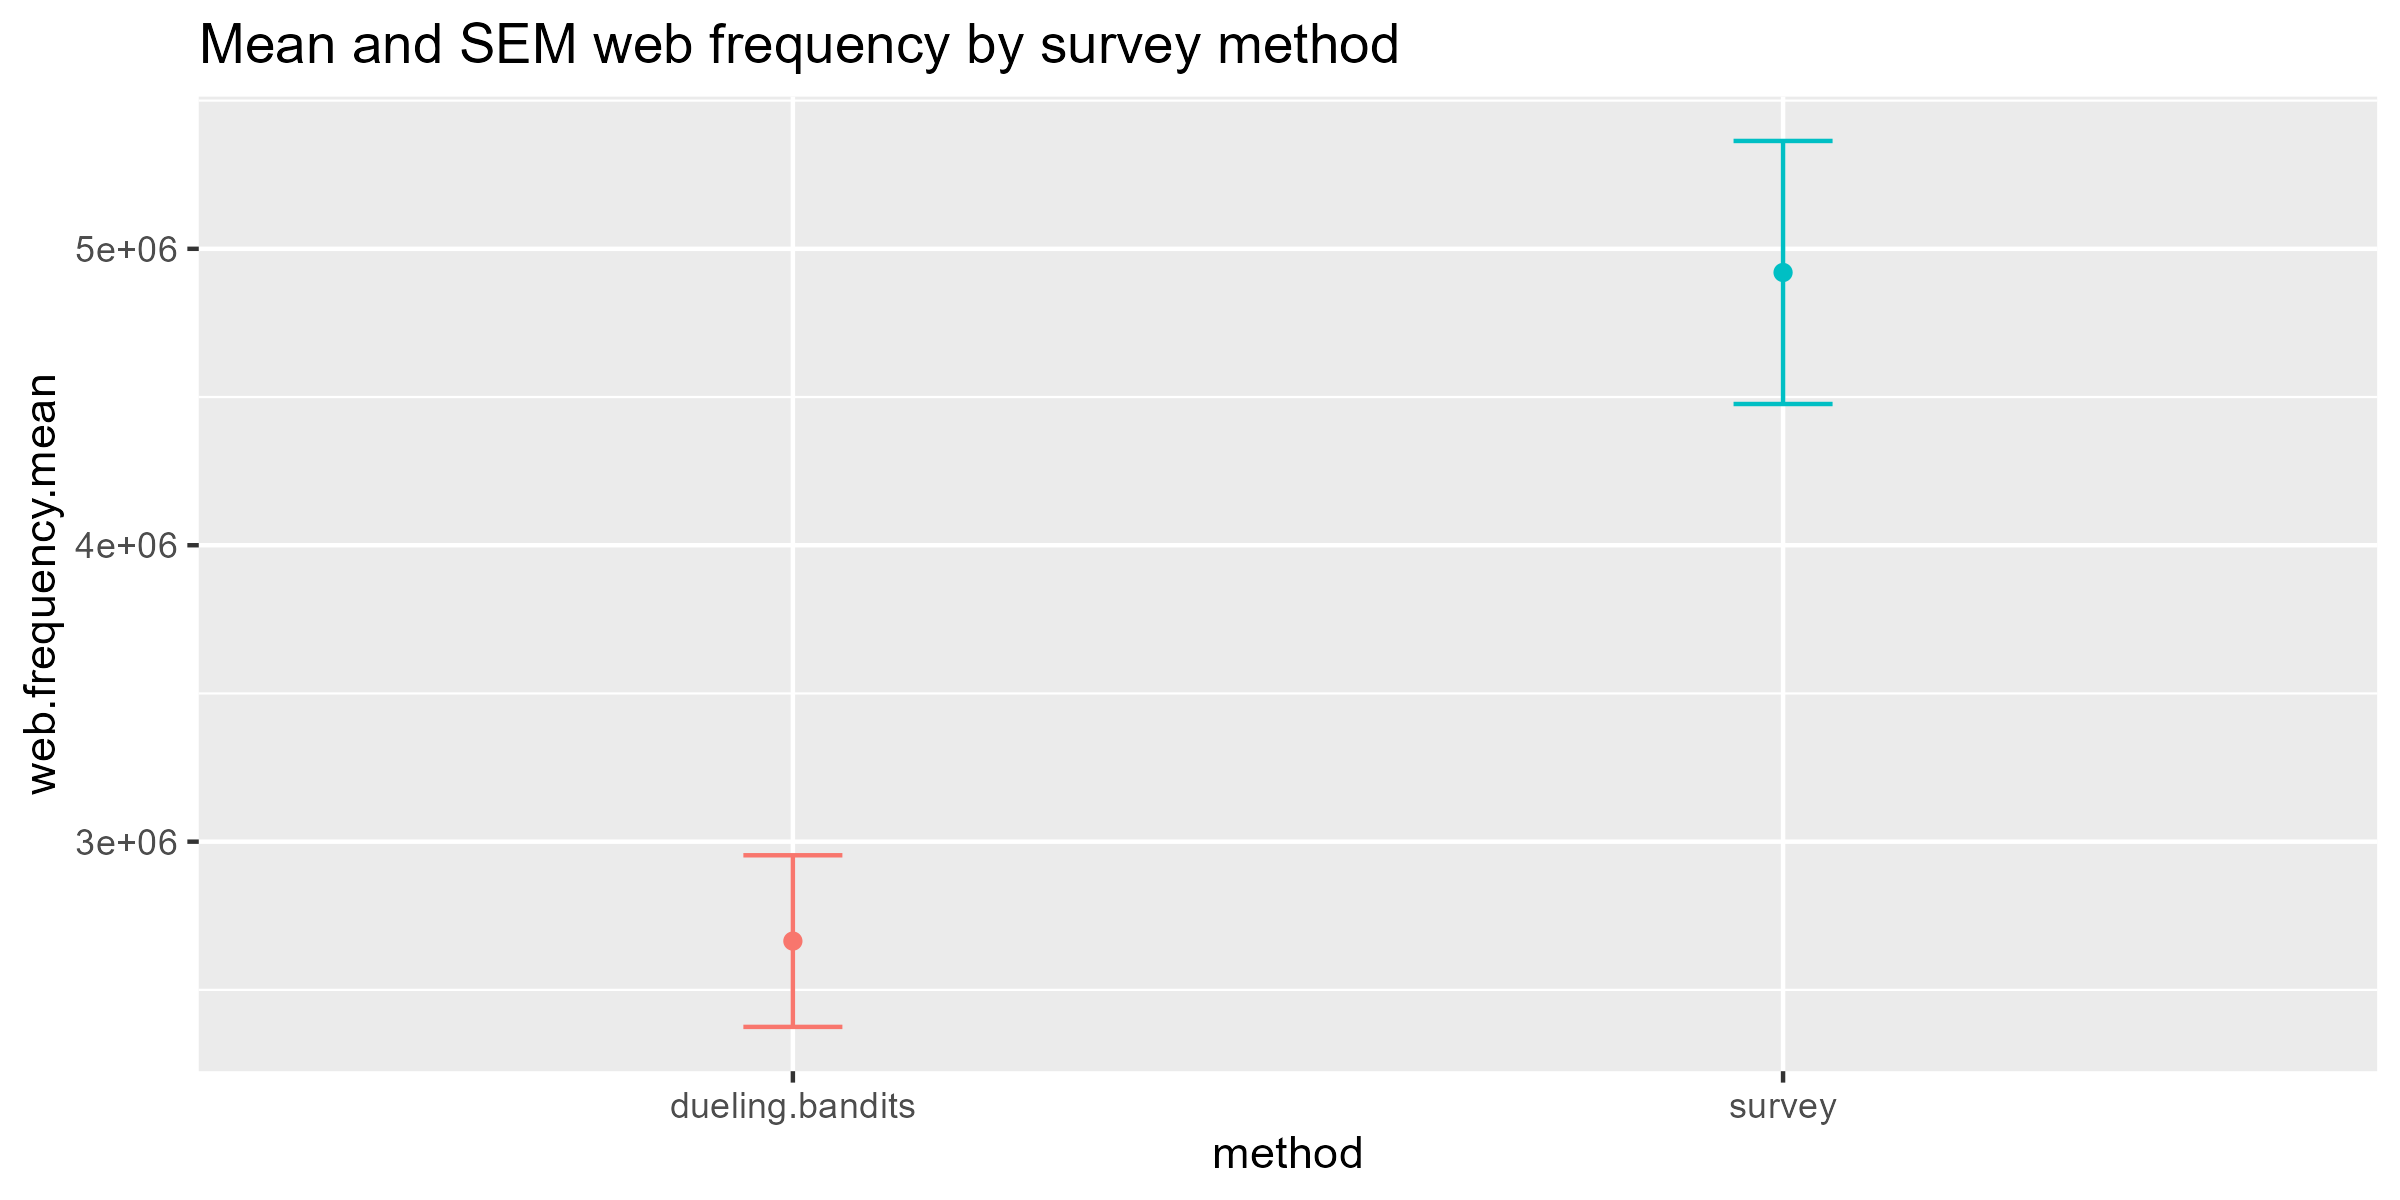 Mean and SEM web frequency by survey method
web.frequency.mean
5e+06
4e+06
3e+06
dueling.bandits
survey
method